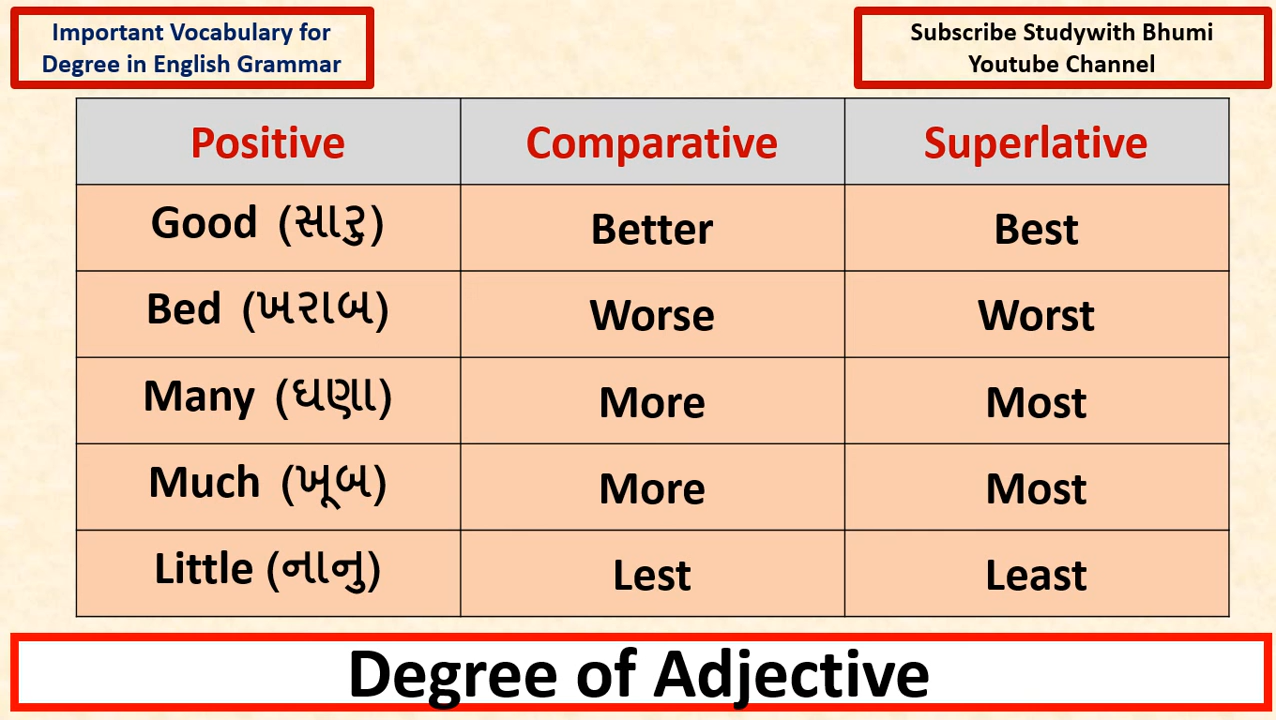 Important Vocabulary for
Degree in English Grammar
Subscribe Studywith Bhumi
Youtube Channel
Positive Comparative Superlative
Good (સારુ) Better Best
Bed (ખરાબ) Worse Worst
Many (ઘણા) More Most
Much (ખૂબ) More Most
Little (નાનુ) Lest Least
Degree of Adjective